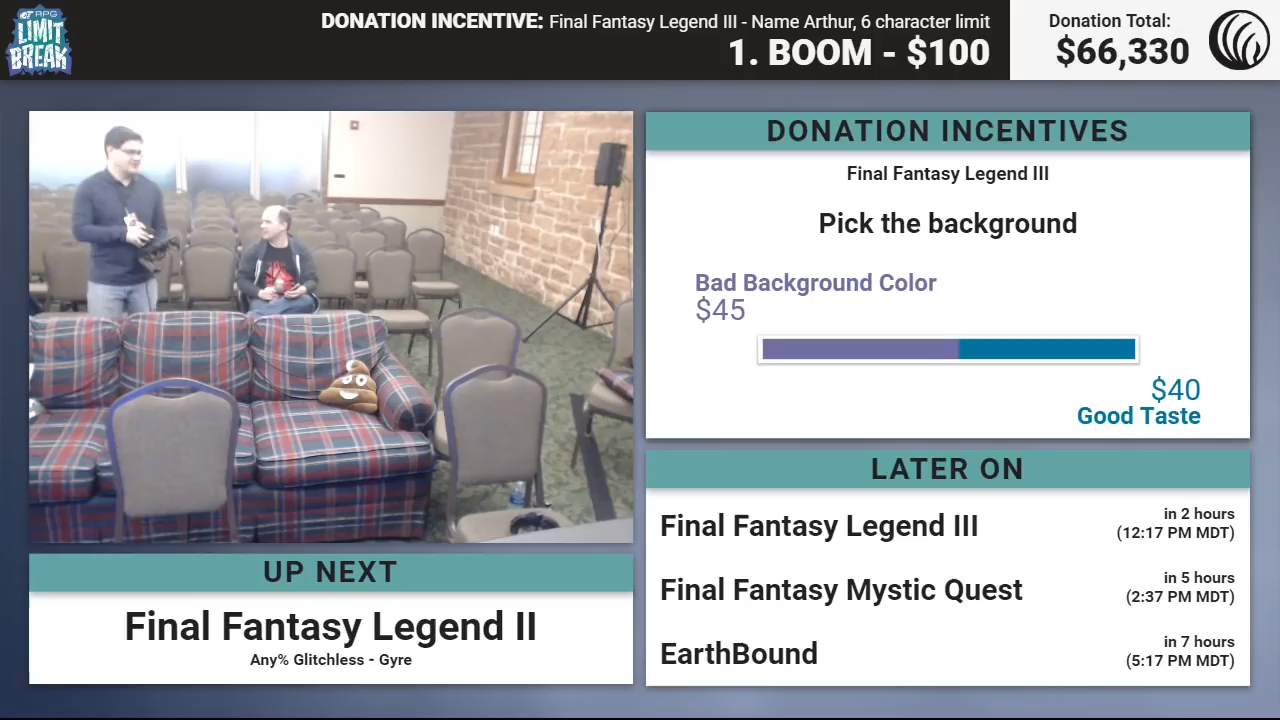 RPG
LIMIT
BREAK
DONATION INCENTIVE: Final Fantasy Legend III - Name Arthur, 6 character limit
1. BOOM - $100
Donation Total:
$66,330
DONATION INCENTIVES
Final Fantasy Legend III
Pick the background
Bad Background Color
$45
$40
Good Taste
UP NEXT
Final Fantasy Legend II
Any% Glitchless - Gyre
LATER ON
Final Fantasy Legend III
in 2 hours
(12:17 PM MDT)
Final Fantasy Mystic Quest
in 5 hours
(2:37 PM MDT)
EarthBound
in 7 hours
(5:17 PM MDT)